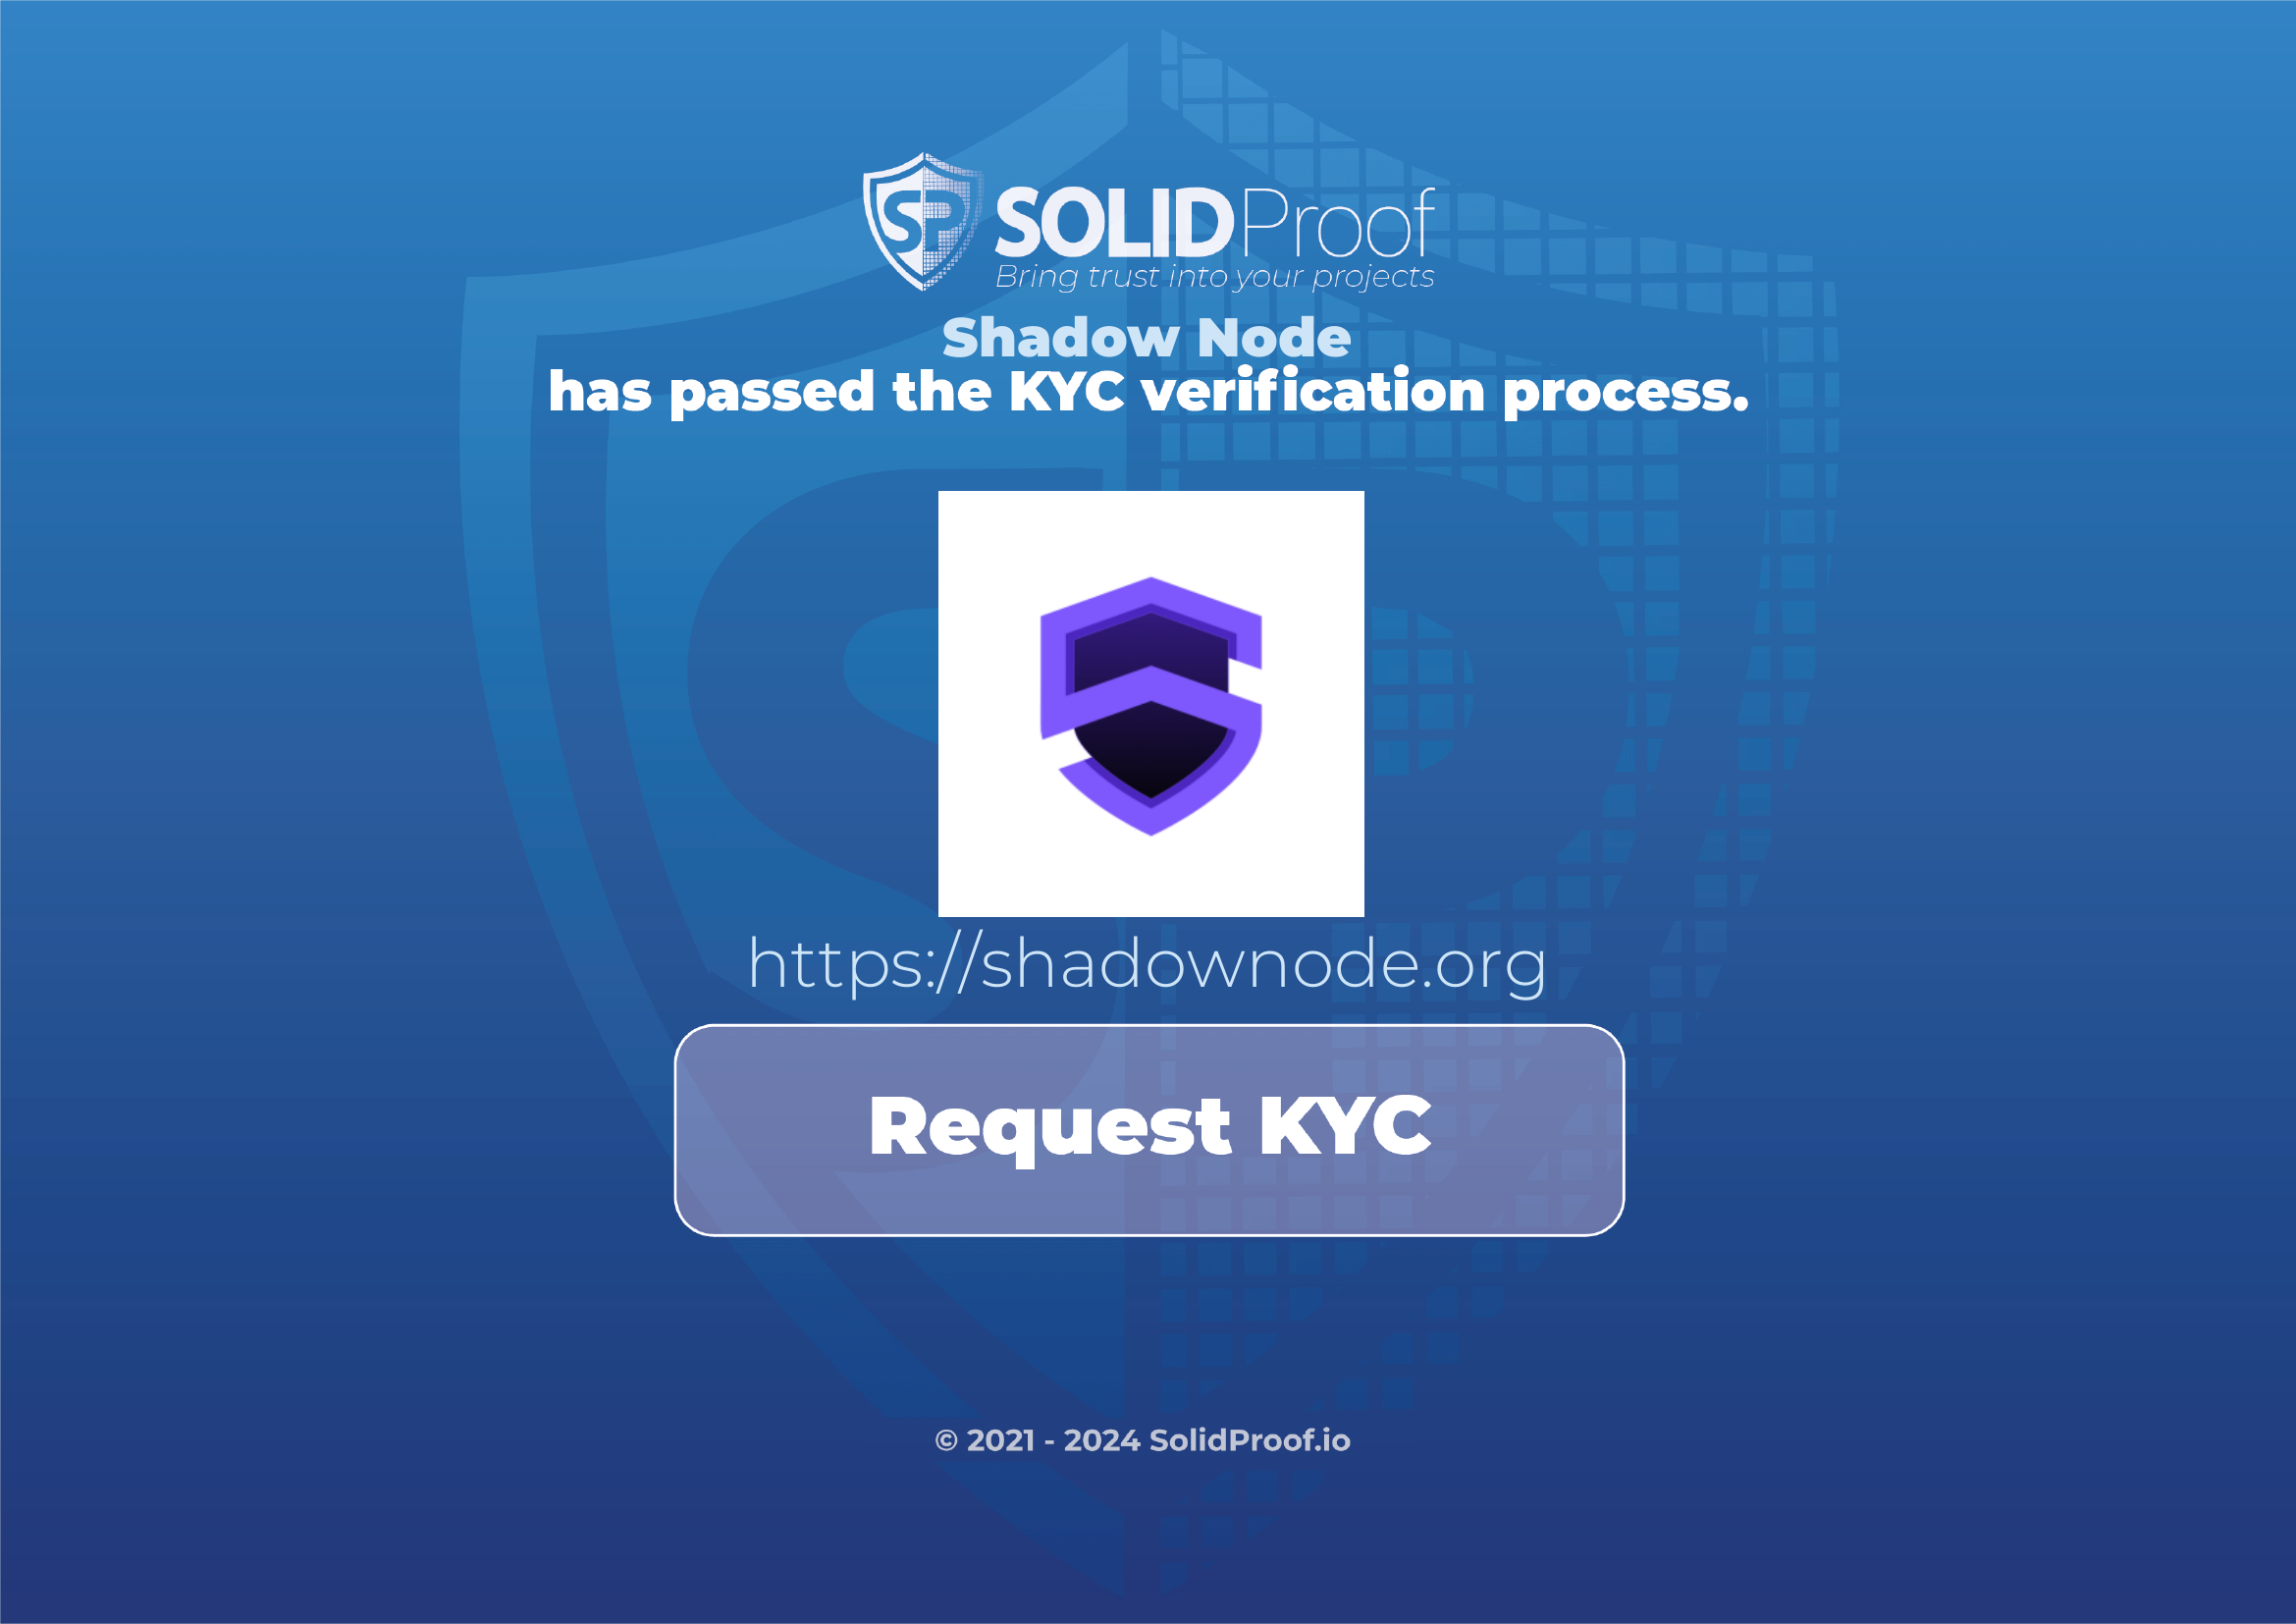 SP SOLIDProof
Bring trust into your projects
Shadow Node
has passed the KYC verification process.
https://shadownode.org
Request KYC
© 2021 - 2024 SolidProof.io